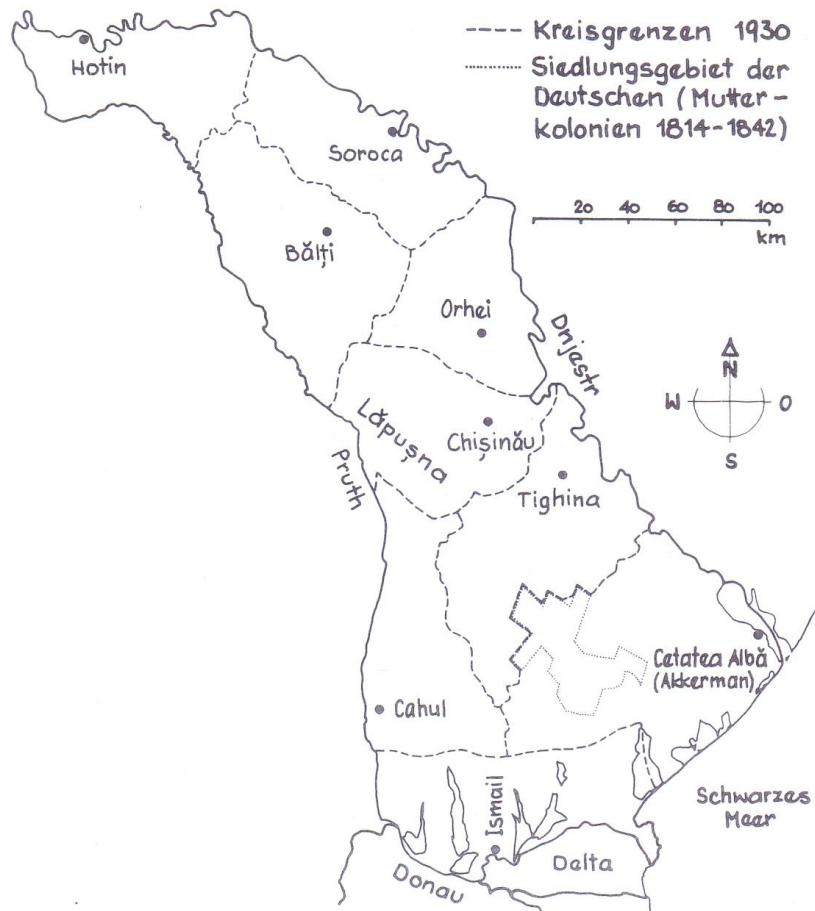 Kreisgrenzen 1930
Siedlungsgebiet der
Deutschen (Mutter-
kolonien 1814-1842)
20 40 60 80 100
km
Hotin
Soroca
Bălți
Orhei
Dnjestr
N
W O
S
Lăpușna
Chișinău
Pruth
Tighina
Cetatea Albă
(Akkerman)
Cahul
Schwarzes
Meer
Ismail
Delta
Donau